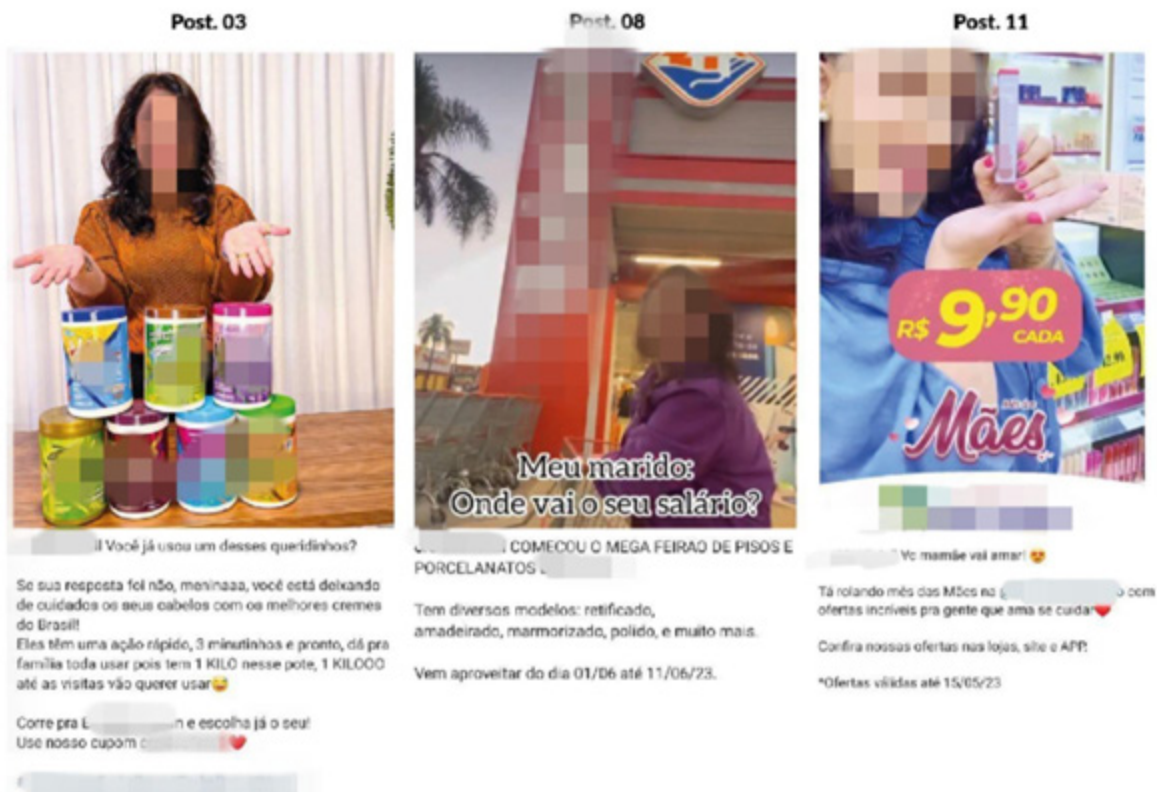 Post. 03
Você já usou um desses queridinhos?
Se sua resposta foi não, meninaaa, você está deixando
de cuidados os seus cabelos com os melhores cremes
do Brasil!
Eles têm uma ação rápido, 3 minutinhos e pronto, dá pra
família toda usar pois tem 1 KILO nesse pote, 1 KILOOO
até as visitas vão querer usar😅
Corre pra
e escolha já o seu!
Use nosso cupom
❤️
Post. 08
Meu marido:
Onde vai o seu salário?
COMEÇOU O MEGA FEIRAO DE PISOS E
PORCELANATOS
Tem diversos modelos: retificado,
amadeirado, marmorizado, polido, e muito mais.
Vem aproveitar do dia 01/06 até 11/06/23.
Post. 11
R$ 9,90
CADA
Mães
Vc mamãe vai amar! 😍
Tá rolando mês das Mães na
com
ofertas incríveis pra gente que ama se cuidar❤️
Confira nossas ofertas nas lojas, site e APP.
*Ofertas válidas até 15/05/23